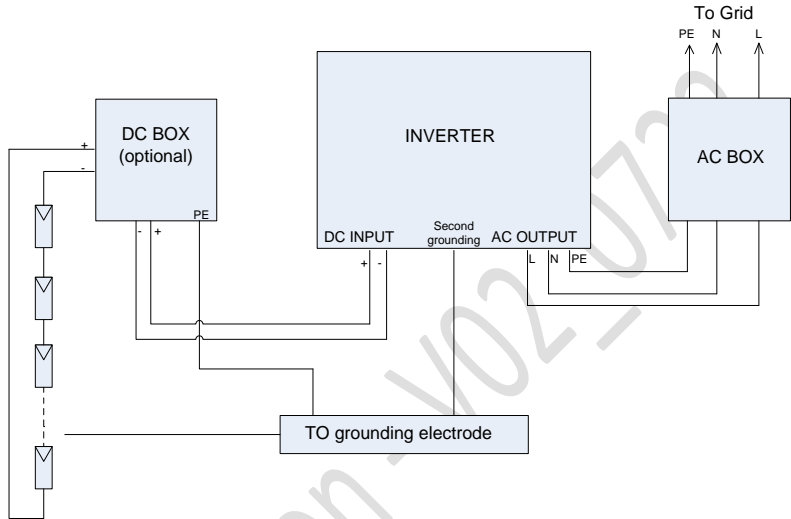 To Grid
PE N L
DC BOX
(optional)
+
-
PE
- +
INVERTER
DC INPUT
Second
grounding
AC OUTPUT
+ -
L N PE
AC BOX
TO grounding electrode